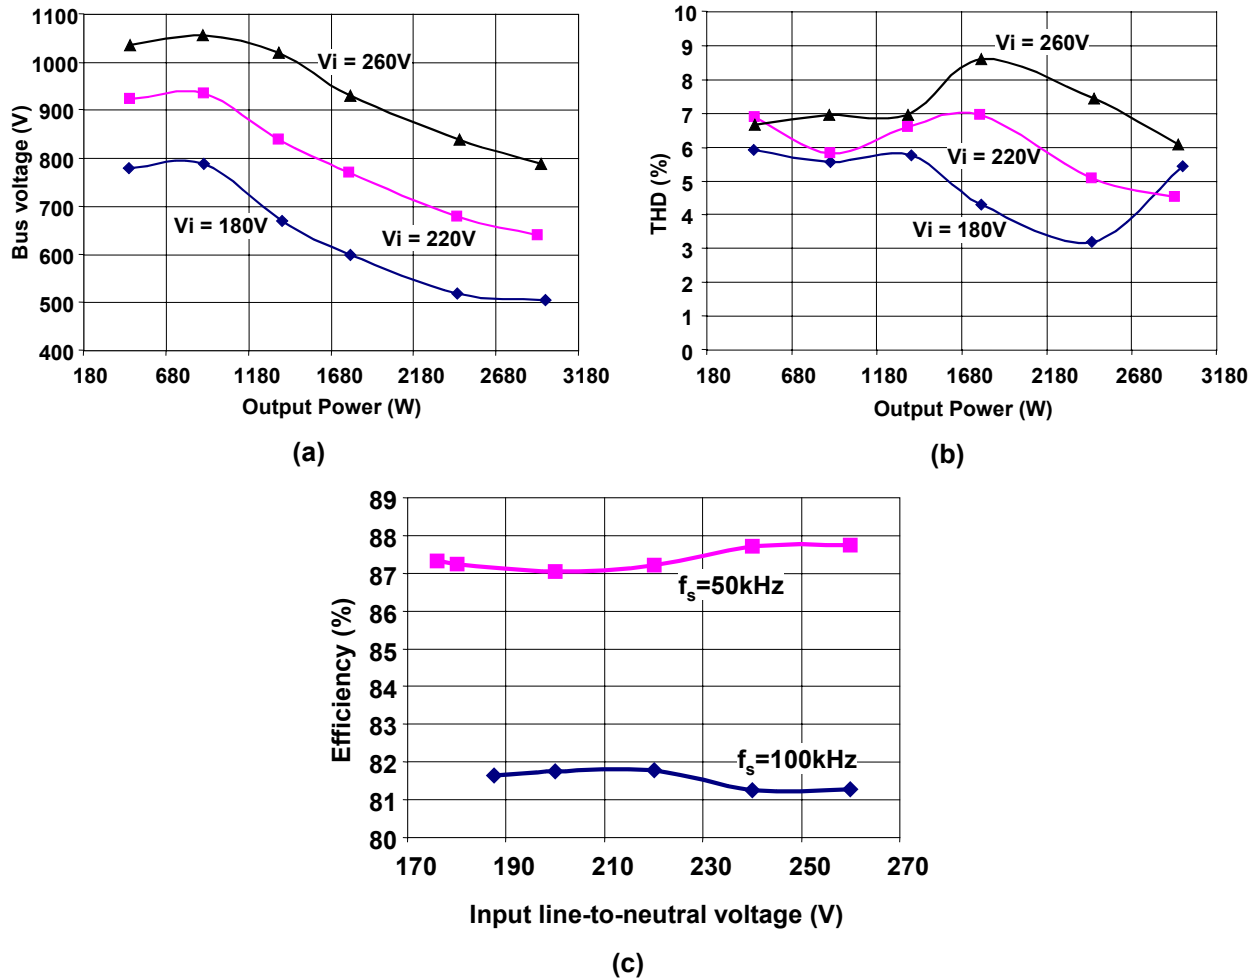 1100
1000
900
800
700
600
500
400
Bus voltage (V)
Vi = 260V
Vi = 180V
Vi = 220V
180 680 1180 1680 2180 2680 3180
Output Power (W)
(a)
10
9
8
7
6
5
4
3
2
1
0
THD (%)
Vi = 260V
Vi = 220V
Vi = 180V
180 680 1180 1680 2180 2680 3180
Output Power (W)
(b)
89
88
87
86
85
84
83
82
81
80
Efficiency (%)
fs=50kHz
fs=100kHz
170 190 210 230 250 270
Input line-to-neutral voltage (V)
(c)